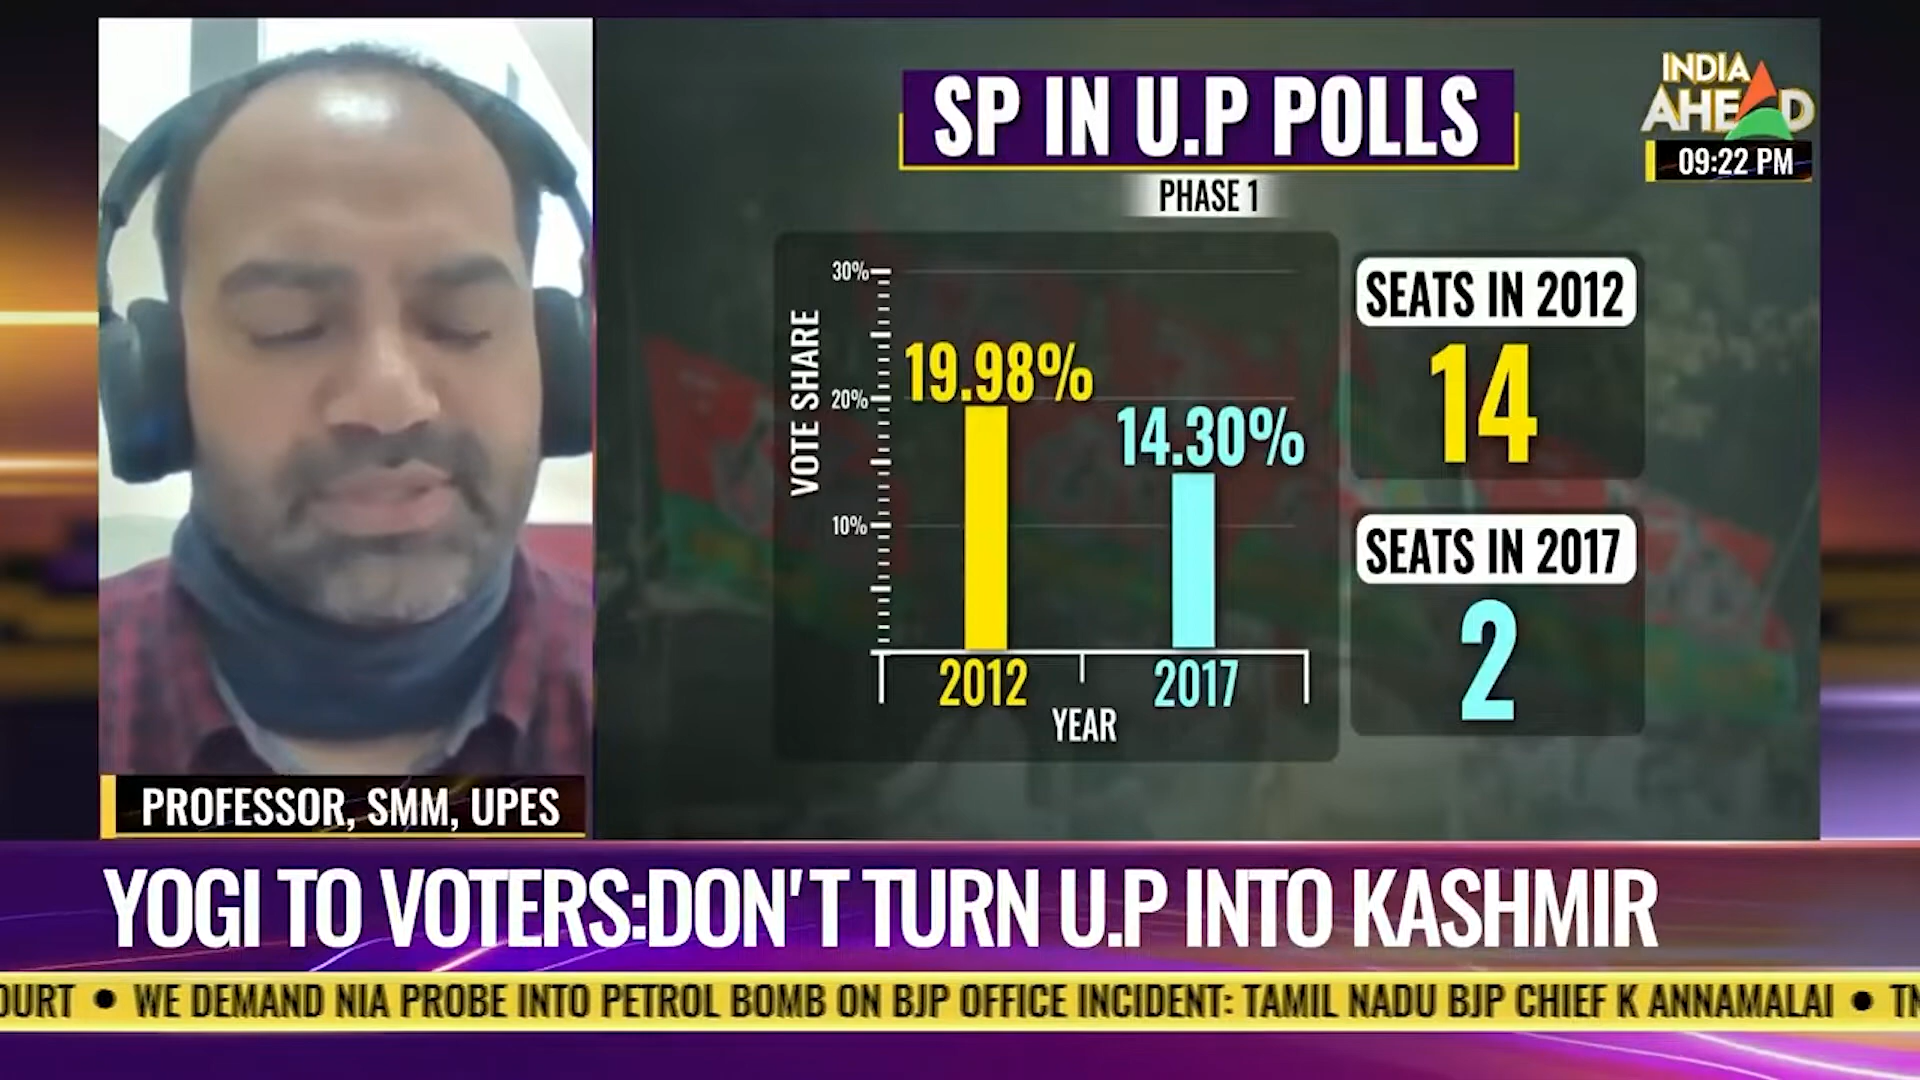 SP IN U.P POLLS
PHASE 1
INDIA
AHEAD
09:22 PM
VOTE SHARE
30%
20%
10%
19.98%
14.30%
2012
2017
YEAR
SEATS IN 2012
14
SEATS IN 2017
2
PROFESSOR, SMM, UPES
YOGI TO VOTERS:DON'T TURN U.P INTO KASHMIR
OURT • WE DEMAND NIA PROBE INTO PETROL BOMB ON BJP OFFICE INCIDENT: TAMIL NADU BJP CHIEF K ANNAMALAI • TN